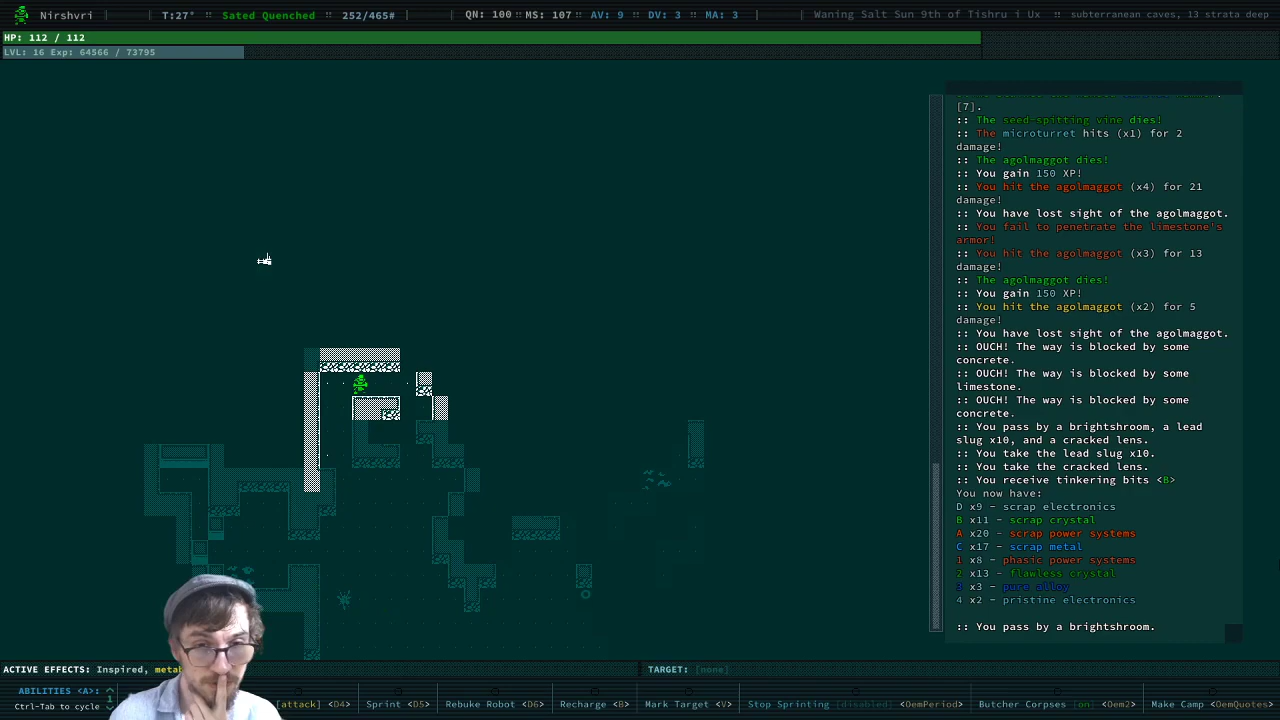 Nirshvri T:27° :: Sated Quenched :: 252/465# QN: 100 :: MS: 107 :: AV: 9 :: DV: 3 :: MA: 3 Waning Salt Sun 9th of Tishru i Ux :: subterranean caves, 13 strata deep
HP: 112 / 112
LVL: 16 Exp: 64566 / 73795
[7].
:: The seed-spitting vine dies!
:: The microturret hits (x1) for 2
damage!
:: The agolmaggot dies!
:: You gain 150 XP!
:: You hit the agolmaggot (x4) for 21
damage!
:: You have lost sight of the agolmaggot.
:: You fail to penetrate the limestone's
armor!
:: You hit the agolmaggot (x3) for 13
damage!
:: The agolmaggot dies!
:: You gain 150 XP!
:: You hit the agolmaggot (x2) for 5
damage!
:: You have lost sight of the agolmaggot.
:: OUCH! The way is blocked by some
concrete.
:: OUCH! The way is blocked by some
limestone.
:: OUCH! The way is blocked by some
concrete.
:: You pass by a brightshroom, a lead
slug x10, and a cracked lens.
:: You take the lead slug x10.
:: You take the cracked lens.
:: You receive tinkering bits <B>
You now have:
D x9 - scrap electronics
B x11 - scrap crystal
A x20 - scrap power systems
C x17 - scrap metal
1 x8 - phasic power systems
2 x13 - flawless crystal
3 x3 - pure alloy
4 x2 - pristine electronics
:: You pass by a brightshroom.
ACTIVE EFFECTS: Inspired, metab
TARGET: [none]
ABILITIES <A>: 1 [attack] <D4> Sprint <D5> Rebuke Robot <D6> Recharge <B> Mark Target <V> Stop Sprinting [disabled] <OemPeriod> Butcher Corpses [on] <Oem2> Make Camp <OemQuotes>
Ctrl-Tab to cycle